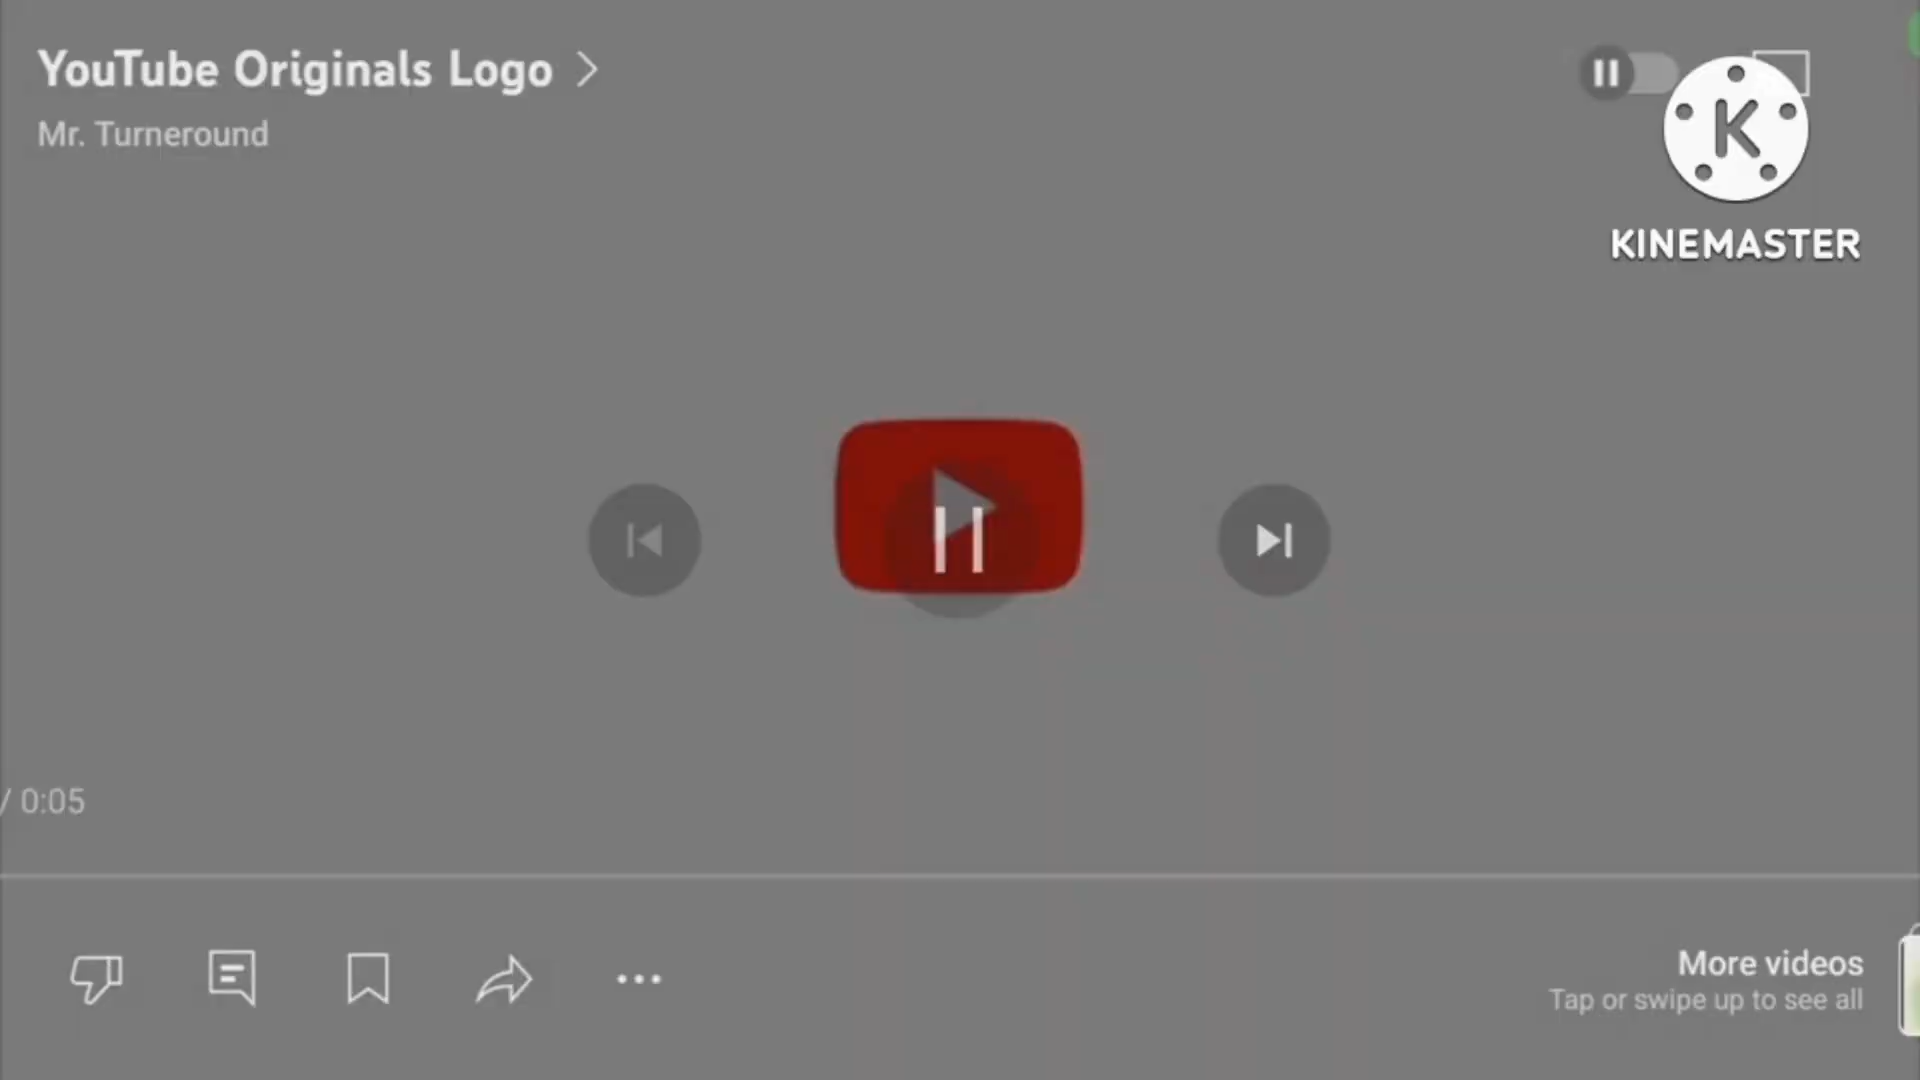 YouTube Originals Logo
Mr. Turneround
K
KINEMASTER
/ 0:05
More videos
Tap or swipe up to see all